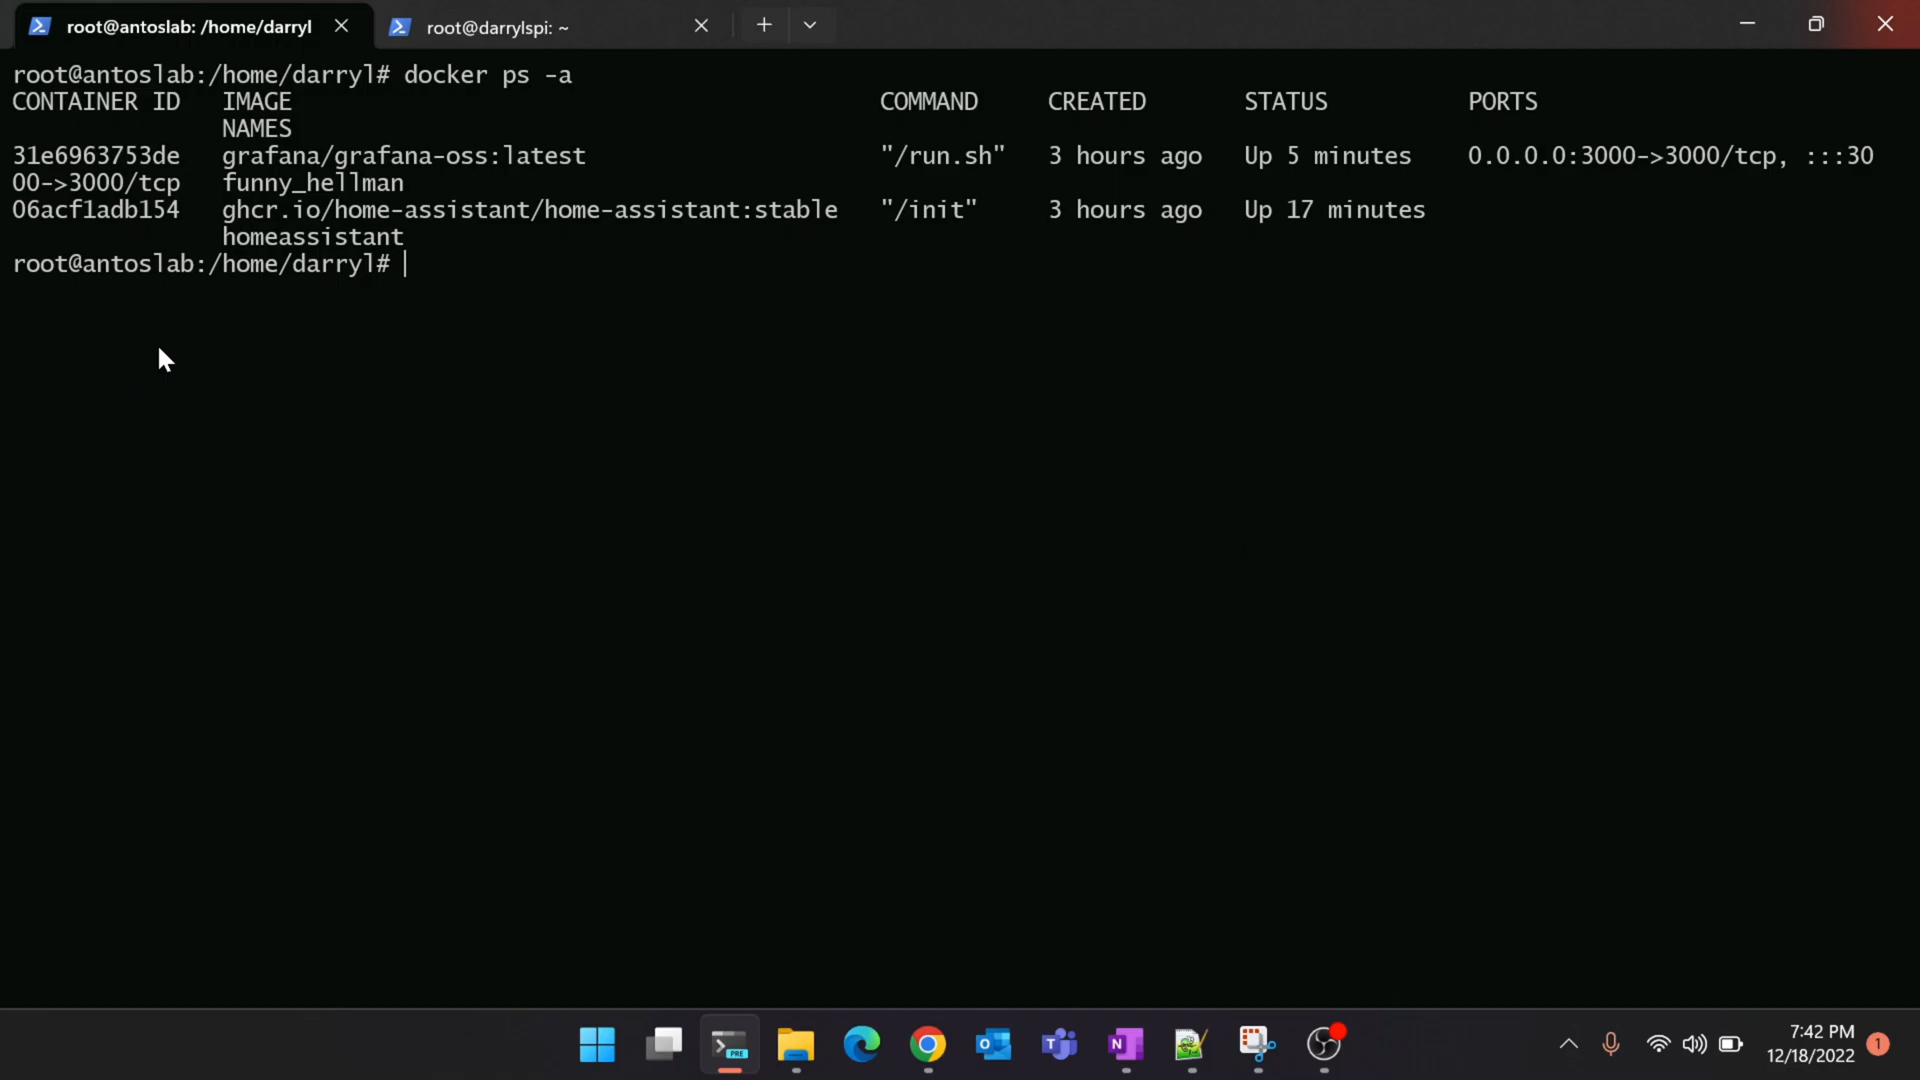 root@antoslab: /home/darryl
root@darrylspi: ~
root@antoslab:/home/darryl# docker ps -a
CONTAINER ID   IMAGE                                          COMMAND     CREATED       STATUS          PORTS
               NAMES
31e6963753de   grafana/grafana-oss:latest                     "/run.sh"   3 hours ago   Up 5 minutes    0.0.0.0:3000->3000/tcp, :::30
00->3000/tcp   funny_hellman
06acf1adb154   ghcr.io/home-assistant/home-assistant:stable   "/init"     3 hours ago   Up 17 minutes
               homeassistant
root@antoslab:/home/darryl#
PRE
O
T
N
7:42 PM
12/18/2022
1